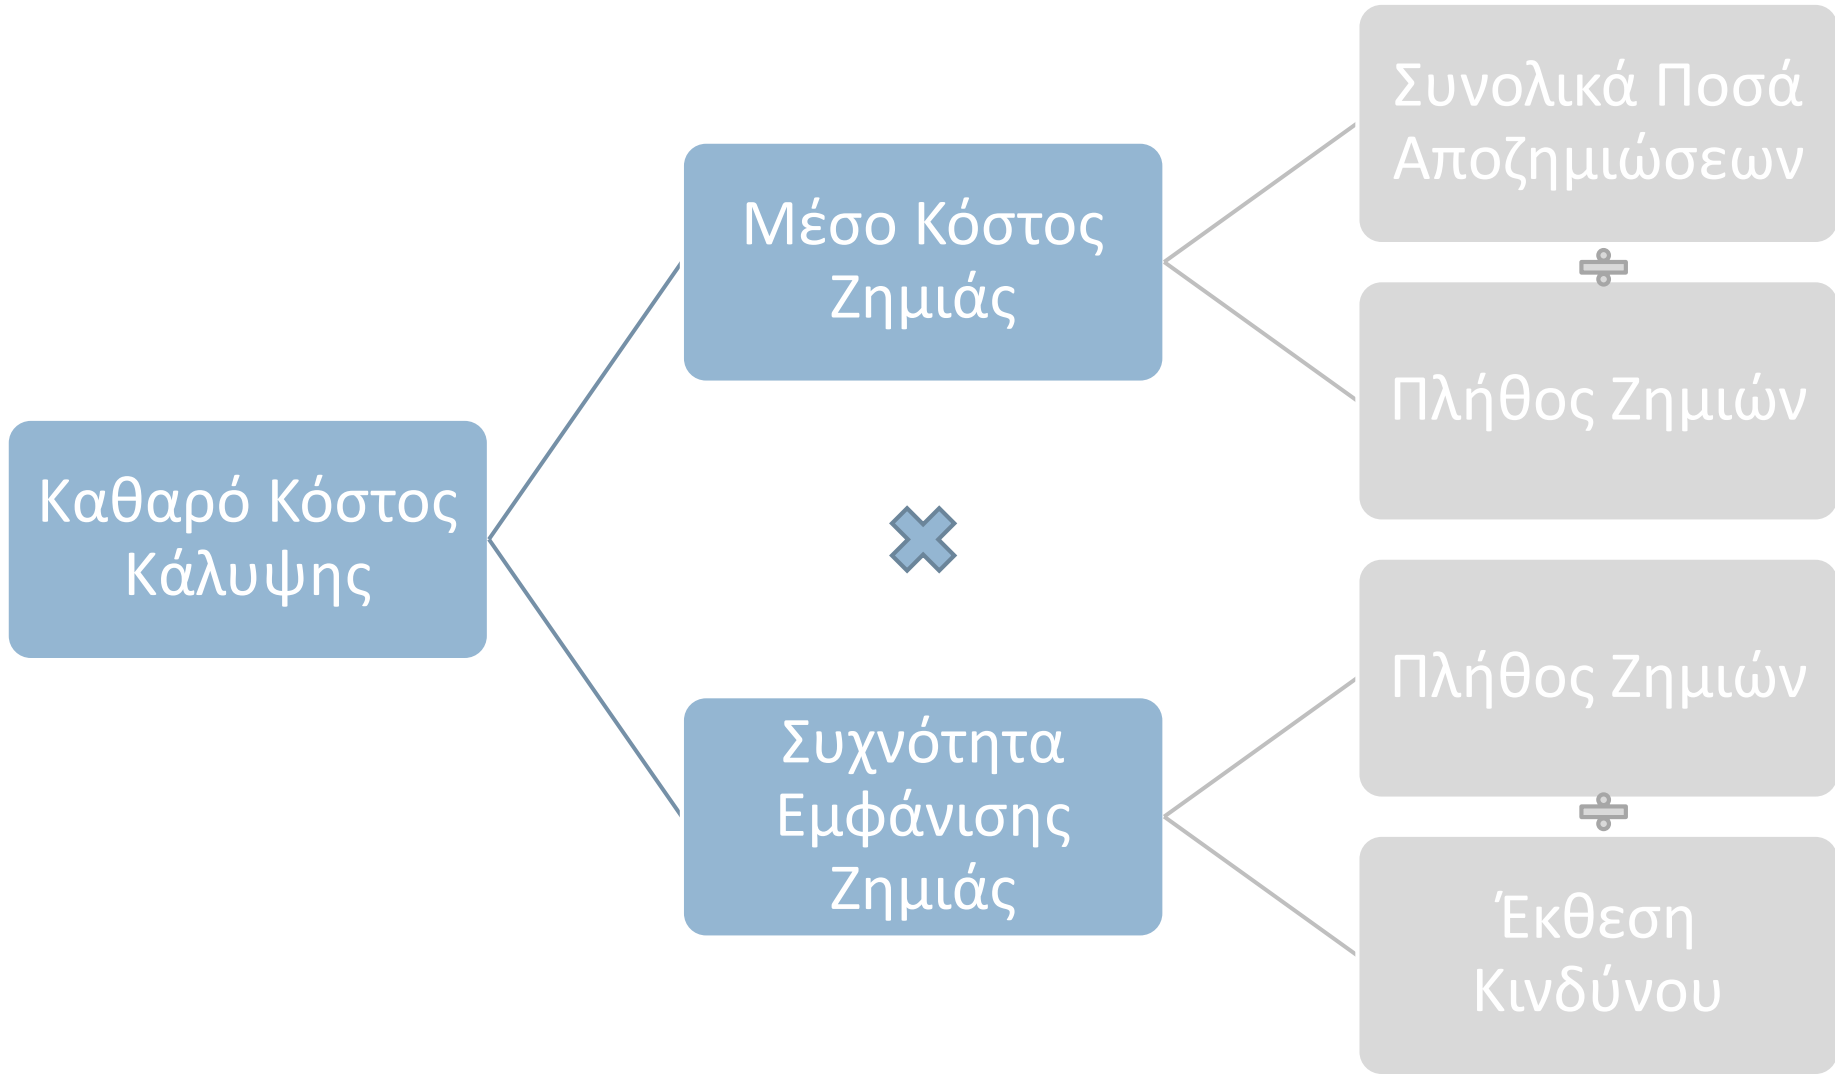 Καθαρό Κόστος
Κάλυψης
Μέσο Κόστος
Ζημιάς
Συχνότητα
Εμφάνισης
Ζημιάς
Συνολικά Ποσά
Αποζημιώσεων
Πλήθος Ζημιών
Πλήθος Ζημιών
Έκθεση
Κινδύνου